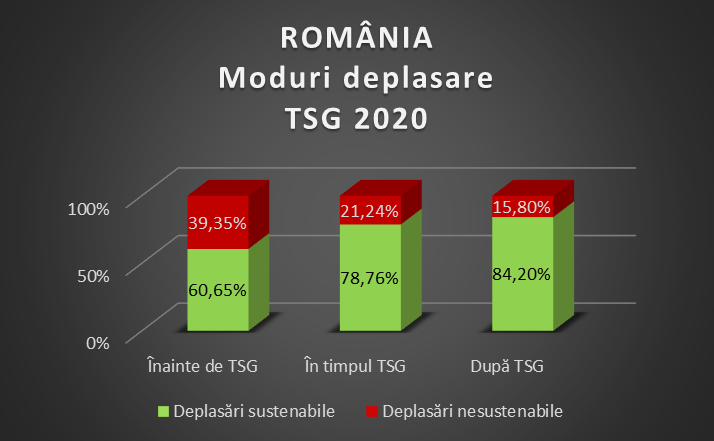 ROMÂNIA
Moduri deplasare
TSG 2020
100%
50%
0%
39,35%
60,65%
21,24%
78,76%
15,80%
84,20%
Înainte de TSG
În timpul TSG
După TSG
Deplasări sustenabile
Deplasări nesustenabile